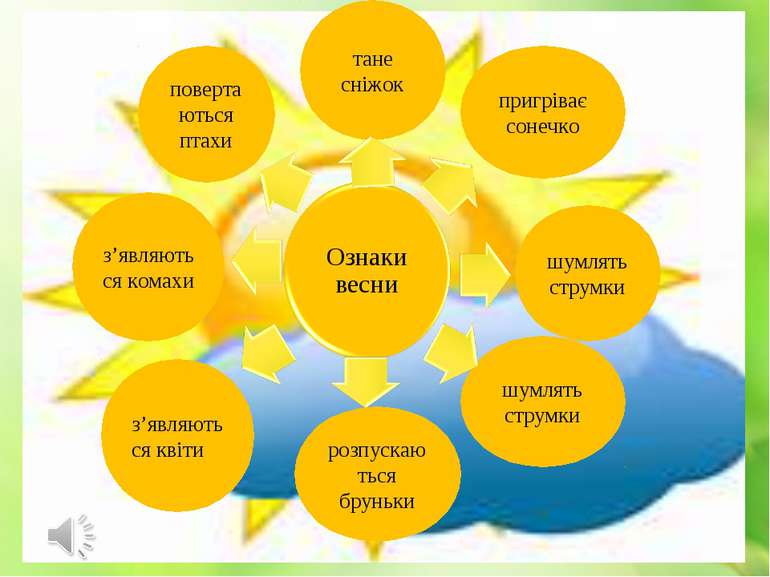 тане
сніжок
пригріває
сонечко
поверта
ються
птахи
з’являють
ся комахи
Ознаки
весни
шумлять
струмки
шумлять
струмки
з’являють
ся квіти
розпускаю
ться
бруньки